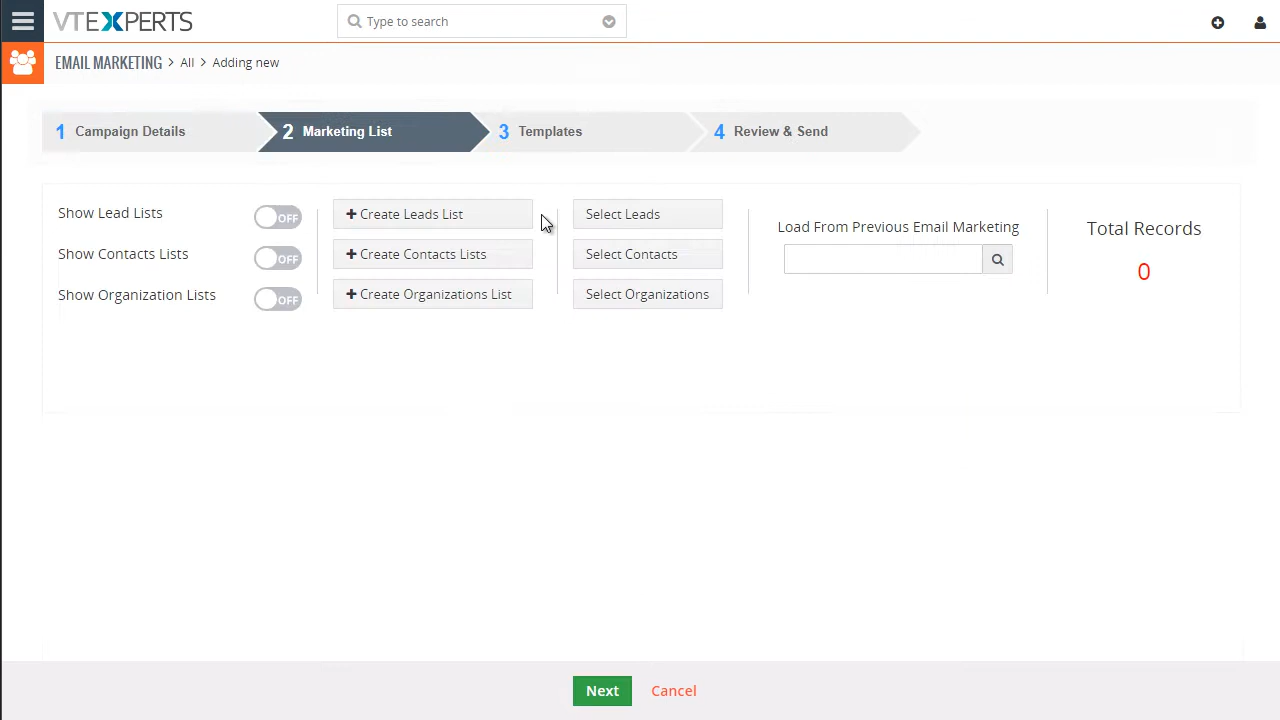 VTEXPERTS
Type to search
EMAIL MARKETING > All > Adding new
1 Campaign Details
2 Marketing List
3 Templates
4 Review & Send
Show Lead Lists
OFF
Show Contacts Lists
OFF
Show Organization Lists
OFF
Create Leads List
Create Contacts Lists
Create Organizations List
Select Leads
Select Contacts
Select Organizations
Load From Previous Email Marketing
Total Records
0
Next
Cancel